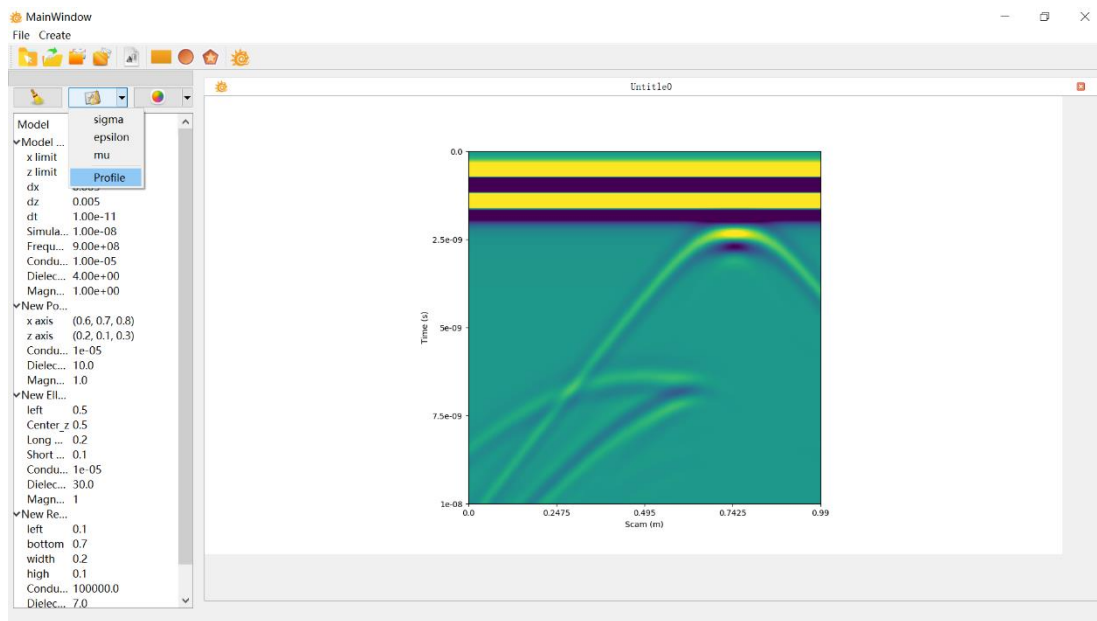 MainWindow
File Create
Untitle0
sigma
epsilon
mu
Profile
Model
Model ...
x limit
z limit
dx
dz 0.005
dt 1.00e-11
Simula... 1.00e-08
Frequ... 9.00e+08
Condu... 1.00e-05
Dielec... 4.00e+00
Magn... 1.00e+00
New Po...
x axis (0.6, 0.7, 0.8)
z axis (0.2, 0.1, 0.3)
Condu... 1e-05
Dielec... 10.0
Magn... 1.0
New Ell...
left 0.5
Center_z 0.5
Long ... 0.2
Short ... 0.1
Condu... 1e-05
Dielec... 30.0
Magn... 1
New Re...
left 0.1
bottom 0.7
width 0.2
high 0.1
Condu... 100000.0
Dielec... 7.0
0.0
2.5e-09
5e-09
7.5e-09
1e-08
Time (s)
0.0 0.2475 0.495 0.7425 0.99
Scam (m)